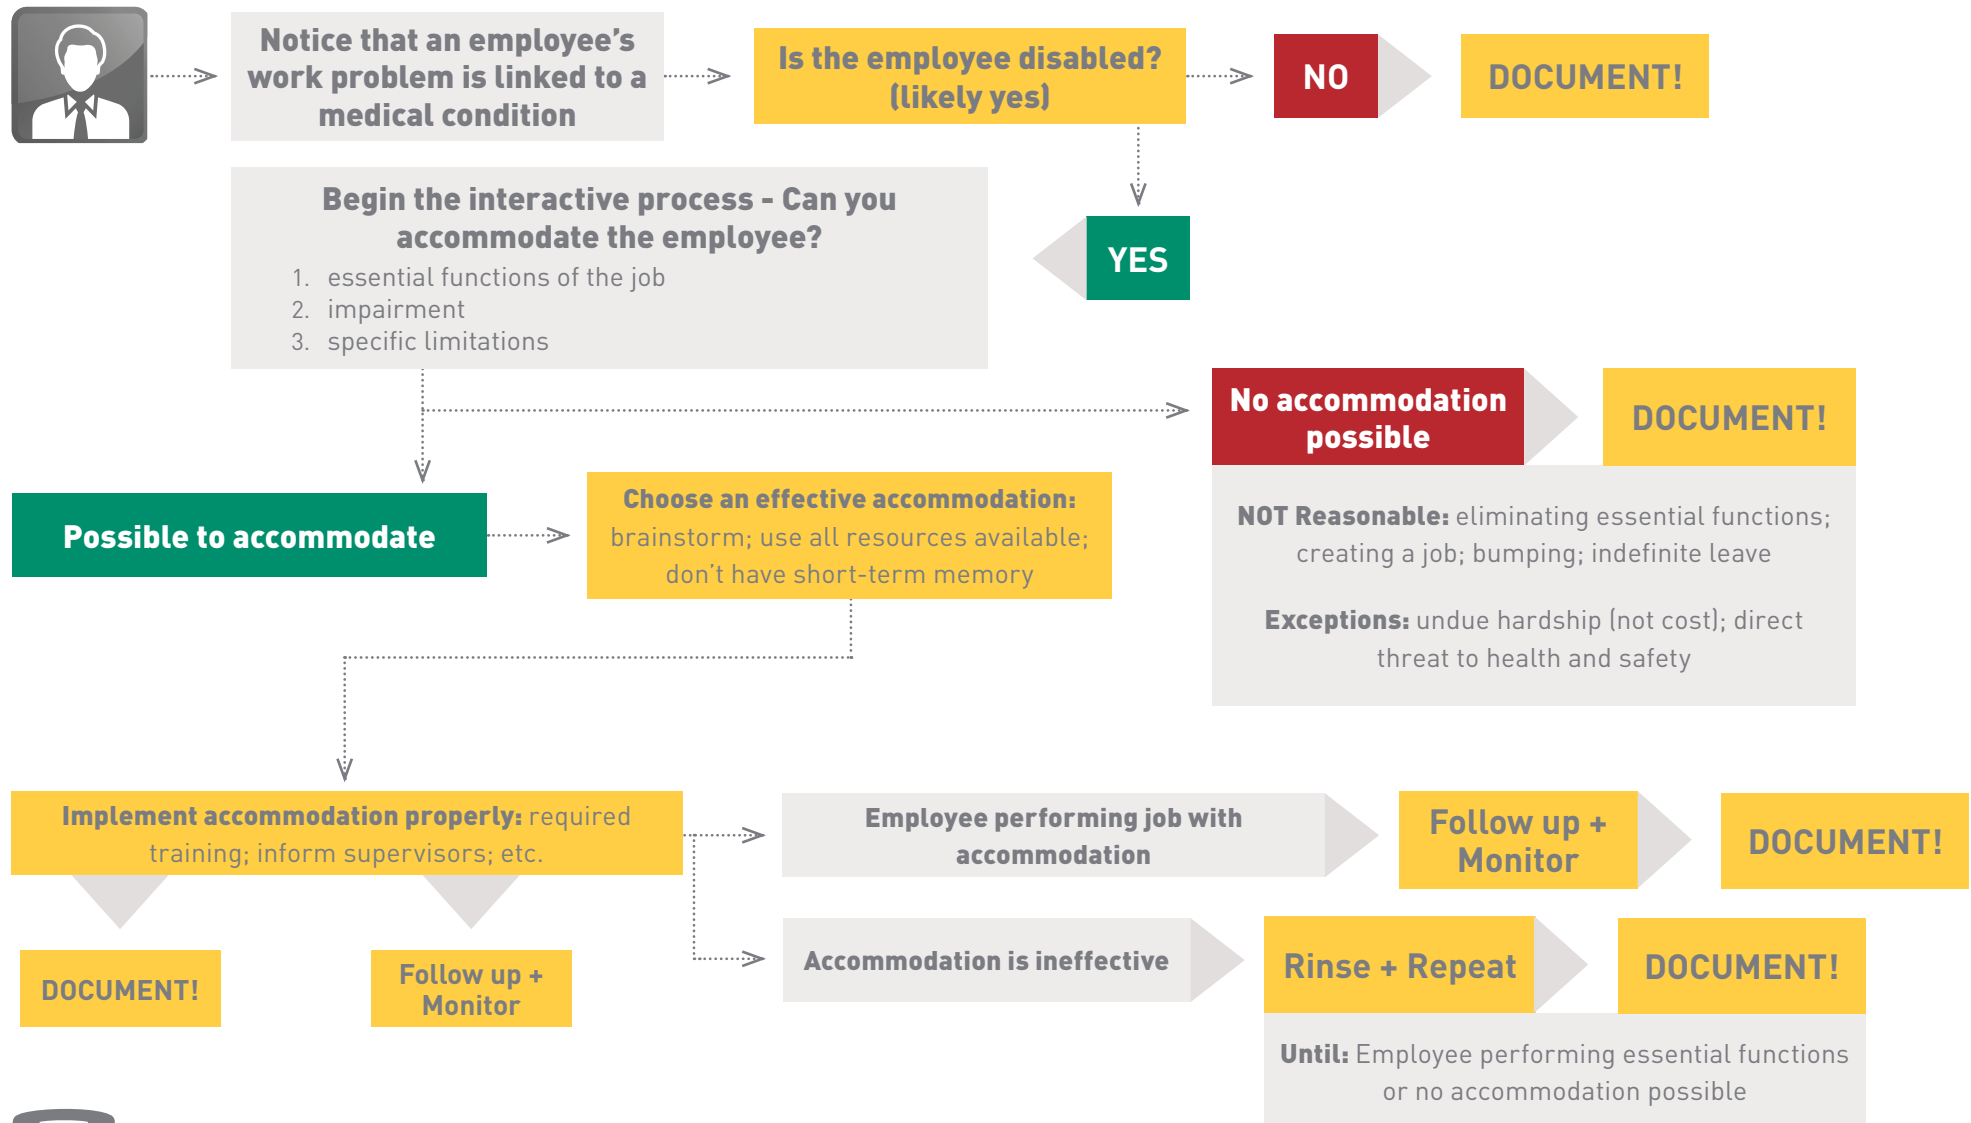 Notice that an employee's
work problem is linked to a
medical condition
Is the employee disabled?
(likely yes)
NO
DOCUMENT!
YES
Begin the interactive process - Can you
accommodate the employee?
1. essential functions of the job
2. impairment
3. specific limitations
No accommodation
possible
DOCUMENT!
NOT Reasonable: eliminating essential functions;
creating a job; bumping; indefinite leave
Exceptions: undue hardship (not cost); direct
threat to health and safety
Possible to accommodate
Choose an effective accommodation:
brainstorm; use all resources available;
don't have short-term memory
Implement accommodation properly: required
training; inform supervisors; etc.
DOCUMENT!
Follow up +
Monitor
Employee performing job with
accommodation
Follow up +
Monitor
DOCUMENT!
Accommodation is ineffective
Rinse + Repeat
DOCUMENT!
Until: Employee performing essential functions
or no accommodation possible